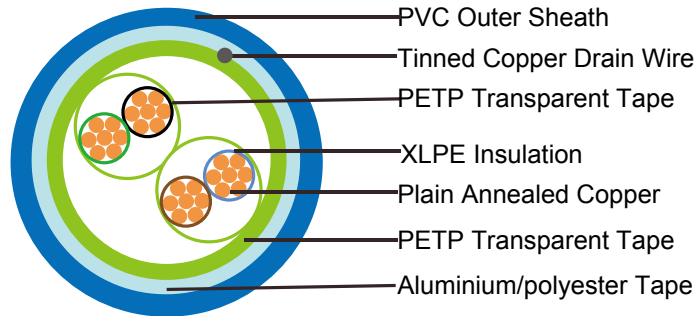 PVC Outer Sheath
Tinned Copper Drain Wire
PETP Transparent Tape
XLPE Insulation
Plain Annealed Copper
PETP Transparent Tape
Aluminium/polyester Tape